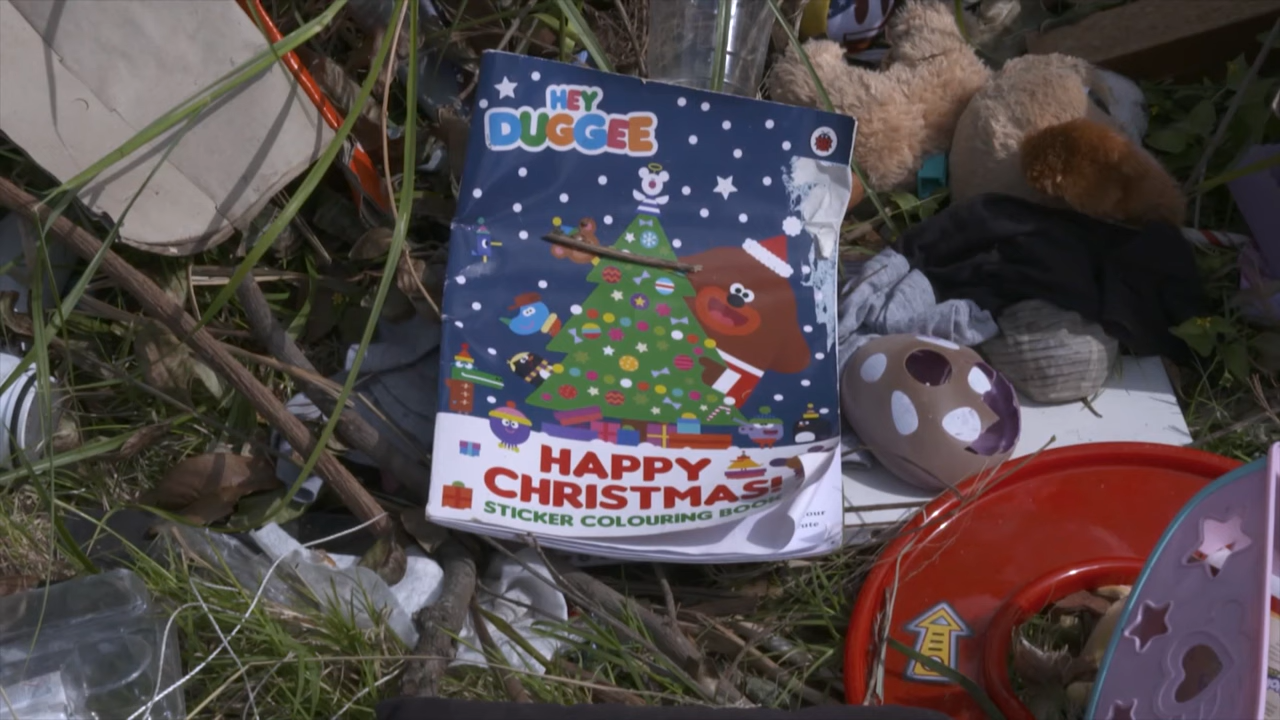 HEY
DUGGEE
HAPPY
CHRISTMAS!
STICKER COLOURING BOOK